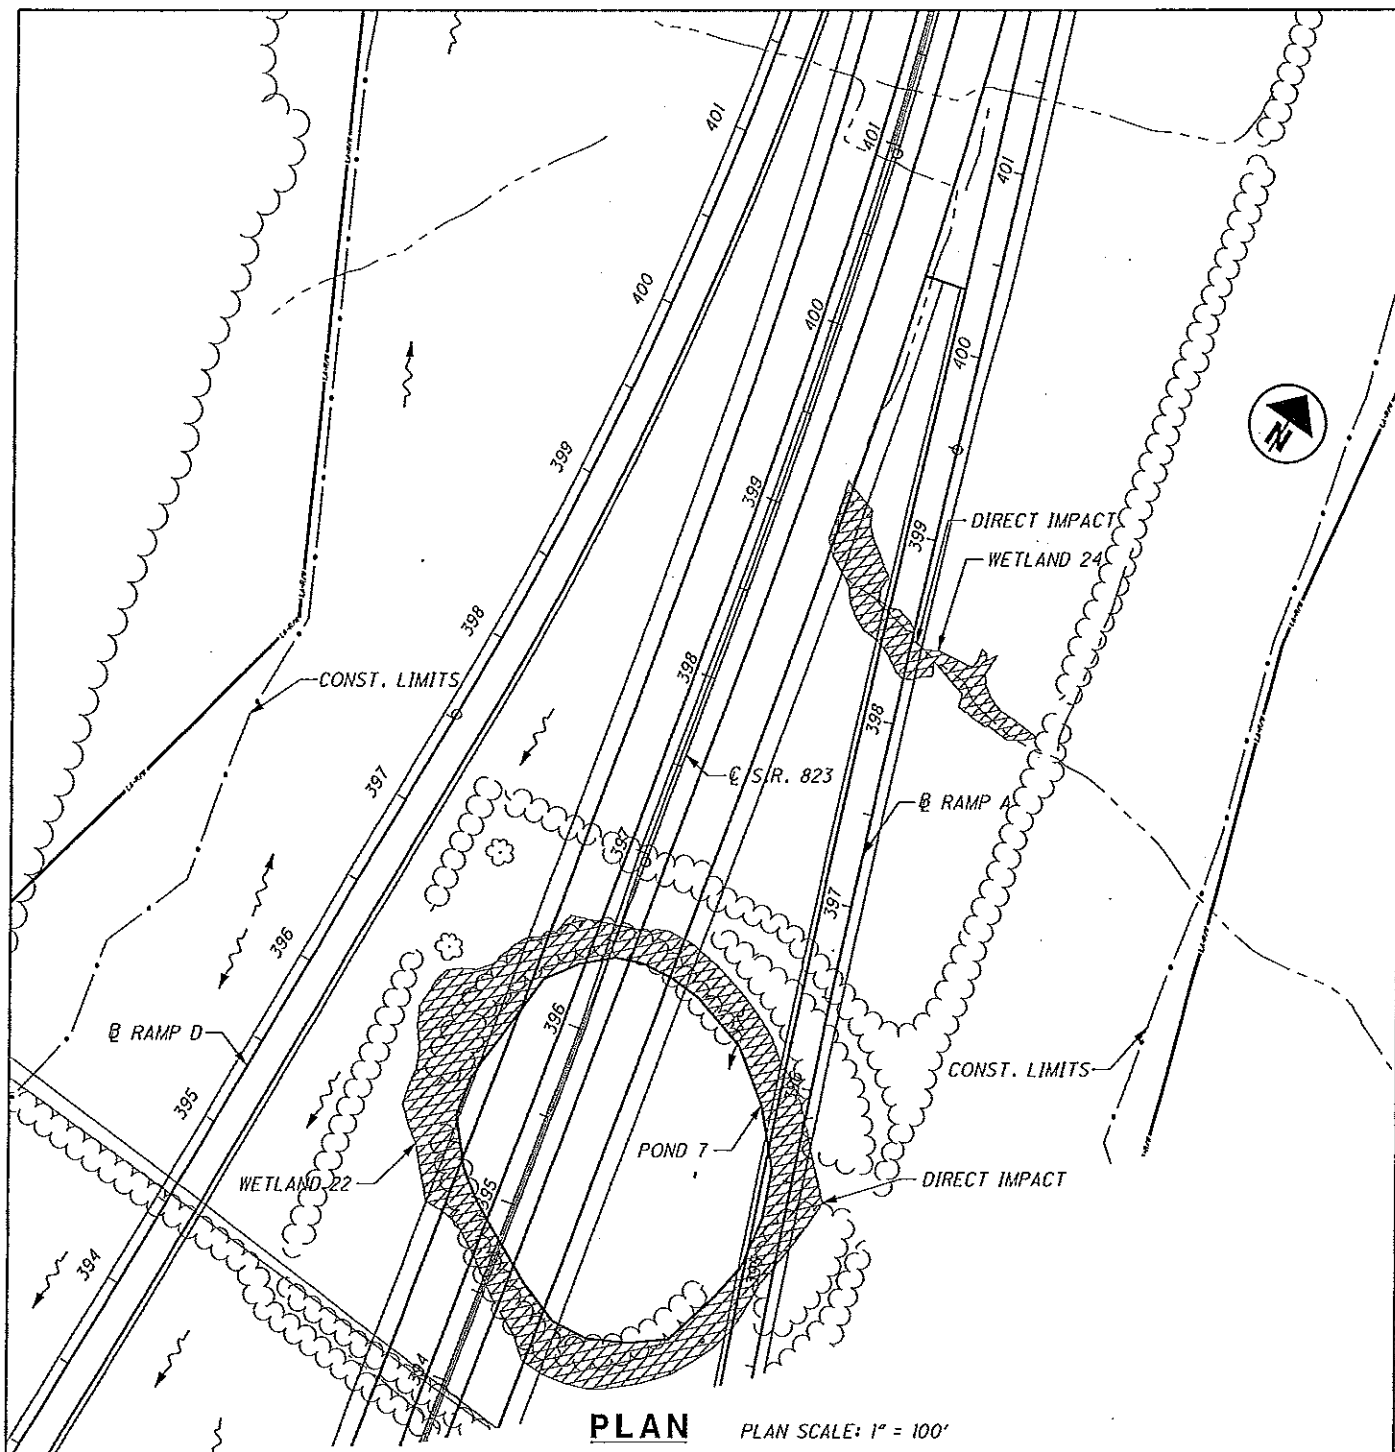 401
401
401
400
400
400
399
399
399
DIRECT IMPACT
WETLAND 24
398
398
398
CONST. LIMITS
397
℄ S.R. 823
N
397
B RAMP A
397
396
396
396
B RAMP D
395
395
CONST. LIMITS
POND 7
WETLAND 22
DIRECT IMPACT
394
394
PLAN
PLAN SCALE: 1" = 100'